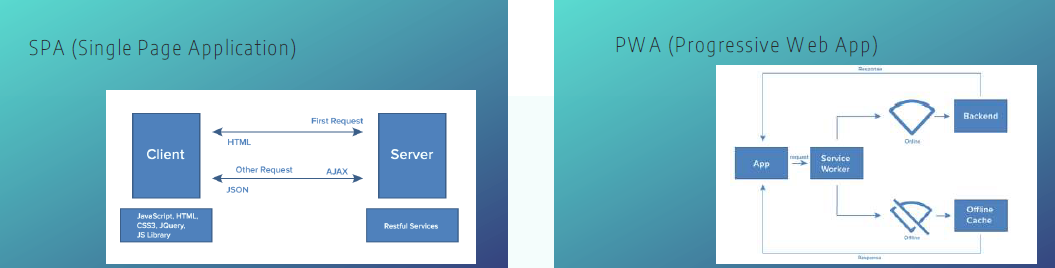 SPA (Single Page Application)
First Request
Client
Server
HTML
Other Request
AJAX
JSON
JavaScript, HTML,
CSS3, JQuery,
JS Library
Restful Services
PWA (Progressive Web App)
Response
Backend
Online
App
request
Service
Worker
Offline
Cache
Offline
Response